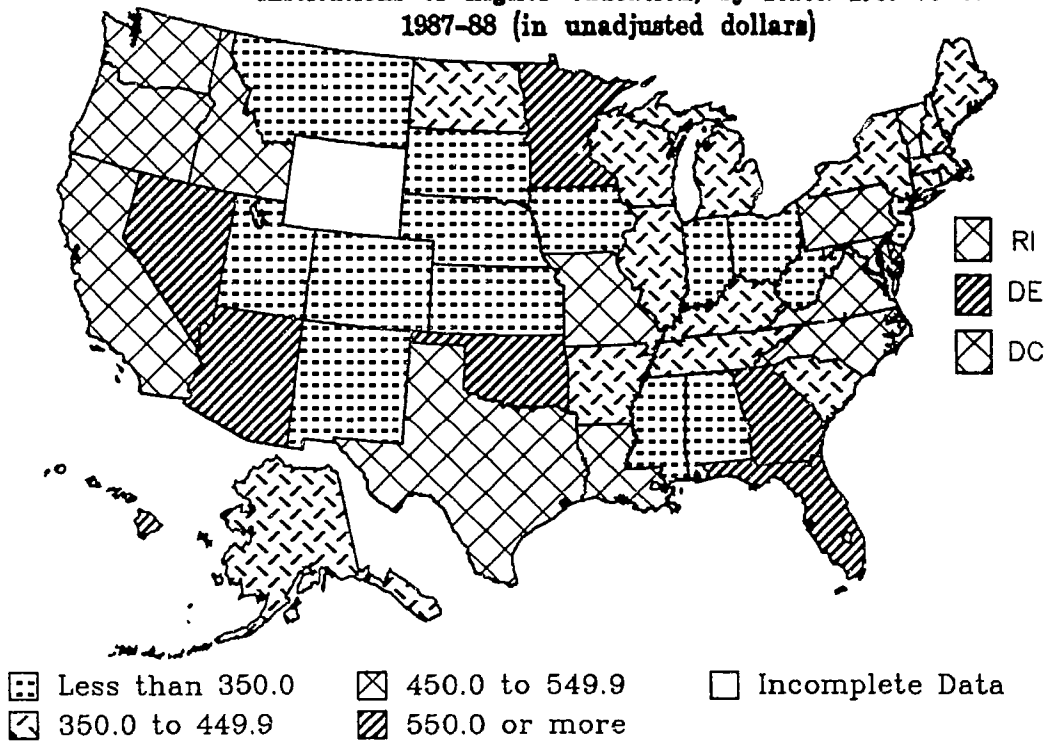 1987-88 (in unadjusted dollars)
RI
DE
DC
Less than 350.0
450.0 to 549.9
Incomplete Data
350.0 to 449.9
550.0 or more